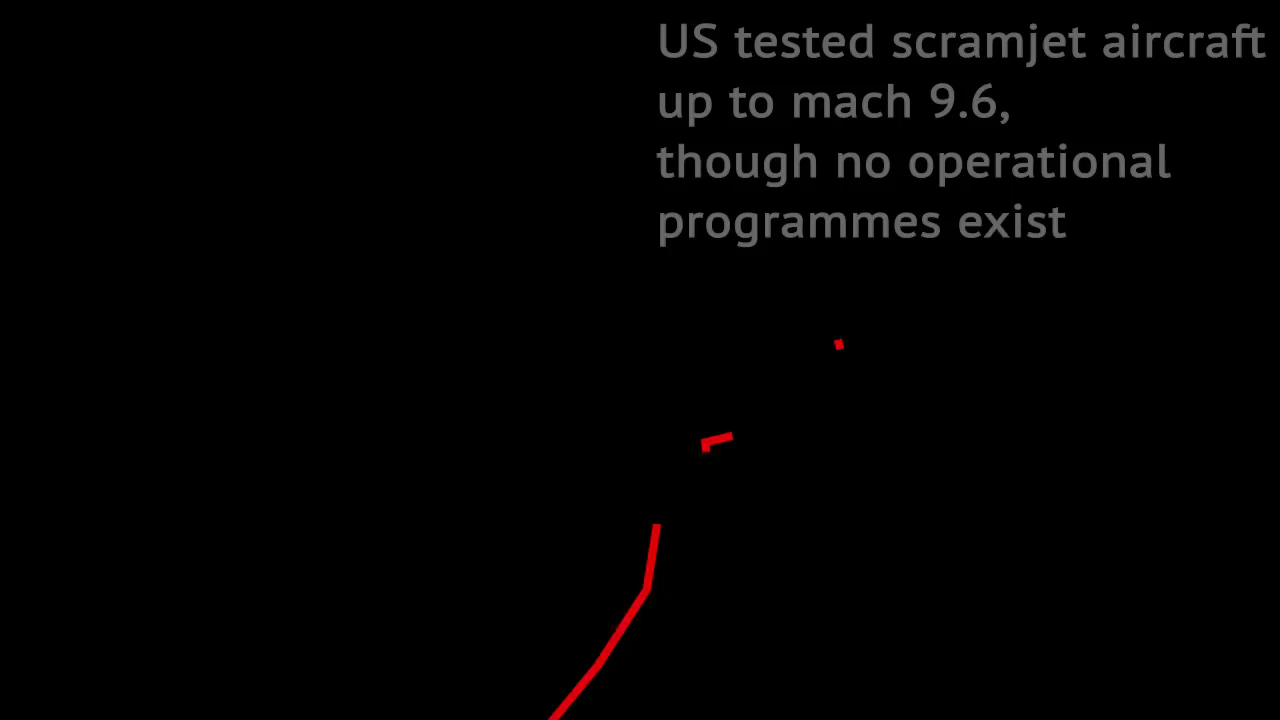 US tested scramjet aircraft
up to mach 9.6,
though no operational
programmes exist